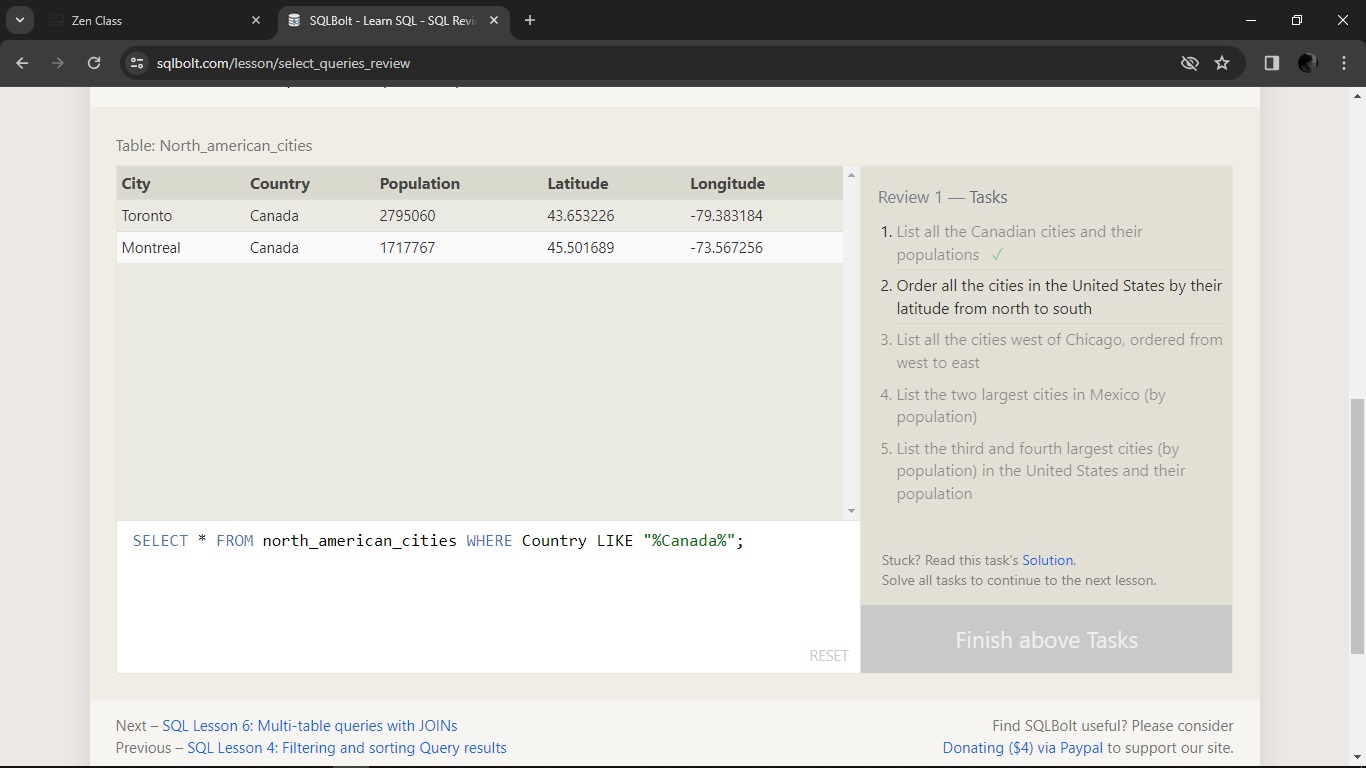 Zen Class
SQLBolt - Learn SQL - SQL Revi
sqlbolt.com/lesson/select_queries_review
Table: North_american_cities
City Country Population Latitude Longitude
Toronto Canada 2795060 43.653226 -79.383184
Montreal Canada 1717767 45.501689 -73.567256
SELECT * FROM north_american_cities WHERE Country LIKE "%Canada%";
RESET
Review 1 — Tasks
1. List all the Canadian cities and their
populations ✓
2. Order all the cities in the United States by their
latitude from north to south
3. List all the cities west of Chicago, ordered from
west to east
4. List the two largest cities in Mexico (by
population)
5. List the third and fourth largest cities (by
population) in the United States and their
population
Stuck? Read this task's Solution.
Solve all tasks to continue to the next lesson.
Finish above Tasks
Next – SQL Lesson 6: Multi-table queries with JOINs
Previous – SQL Lesson 4: Filtering and sorting Query results
Find SQLBolt useful? Please consider
Donating ($4) via Paypal to support our site.